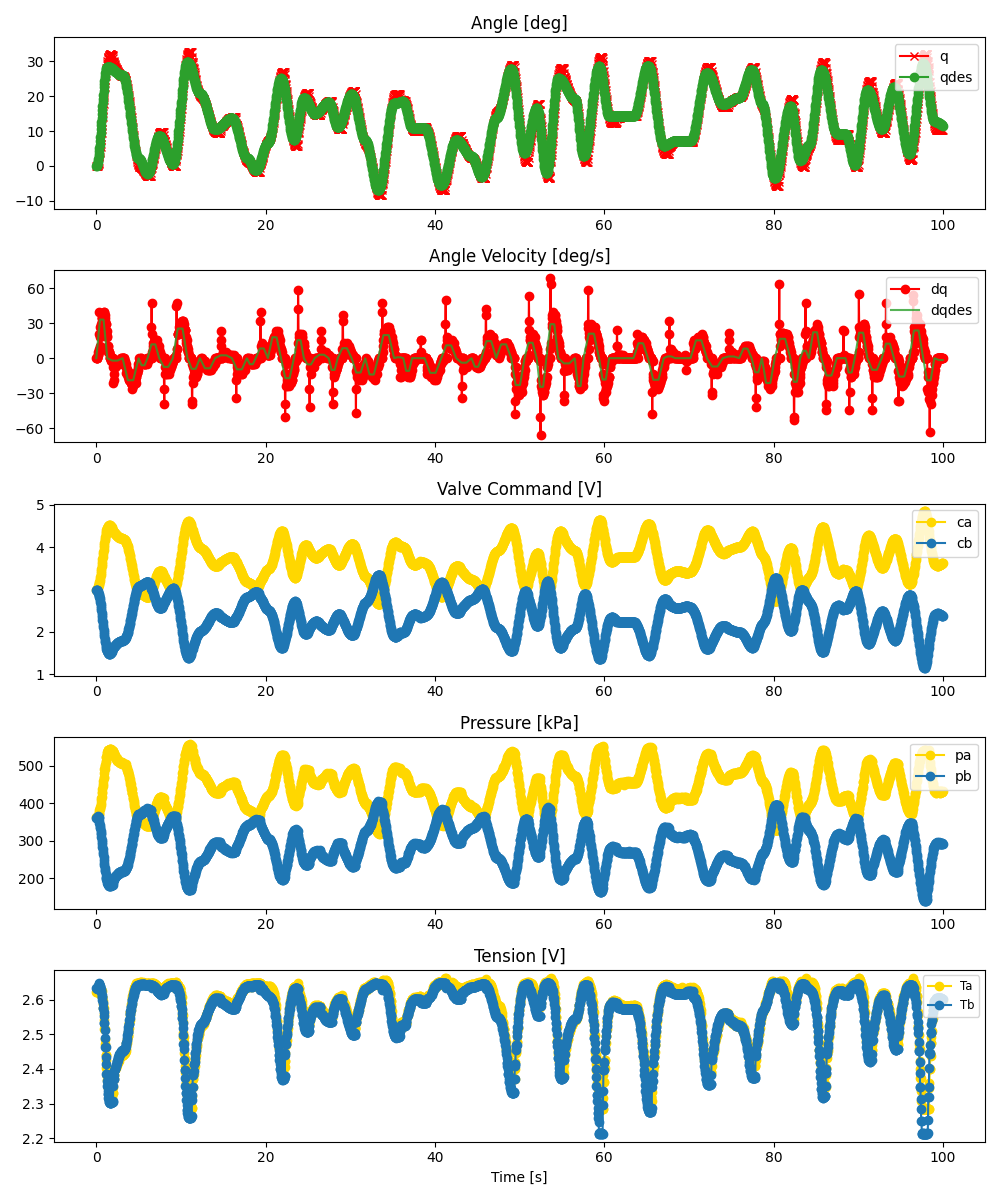 Angle [deg]
30
20
10
0
−10
q
qdes
0 20 40 60 80 100
Angle Velocity [deg/s]
60
30
0
−30
−60
dq
dqdes
0 20 40 60 80 100
Valve Command [V]
5
4
3
2
1
ca
cb
0 20 40 60 80 100
Pressure [kPa]
500
400
300
200
pa
pb
0 20 40 60 80 100
Tension [V]
2.6
2.5
2.4
2.3
2.2
Ta
Tb
0 20 40 60 80 100
Time [s]